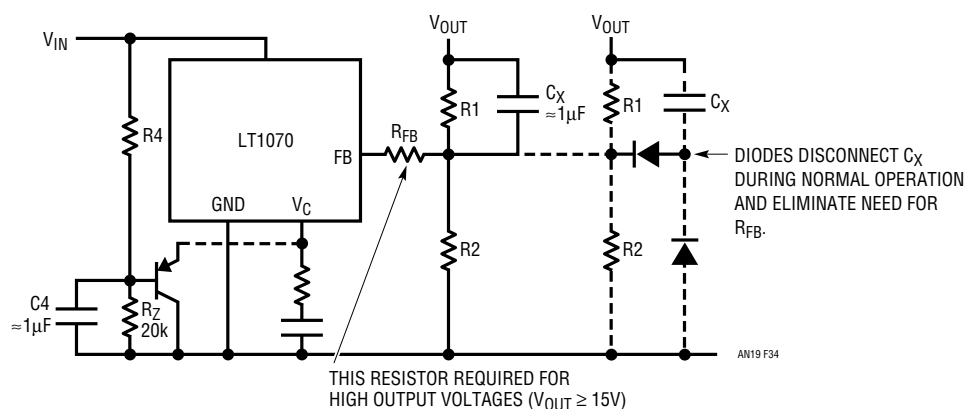 VOUT
VOUT
VIN
R1
CX
≈1µF
R1
CX
R4
LT1070
RFB
FB
DIODES DISCONNECT CX
DURING NORMAL OPERATION
AND ELIMINATE NEED FOR
RFB.
GND
VC
R2
R2
C4
≈1µF
RZ
20k
AN19 F34
THIS RESISTOR REQUIRED FOR
HIGH OUTPUT VOLTAGES (VOUT ≥ 15V)